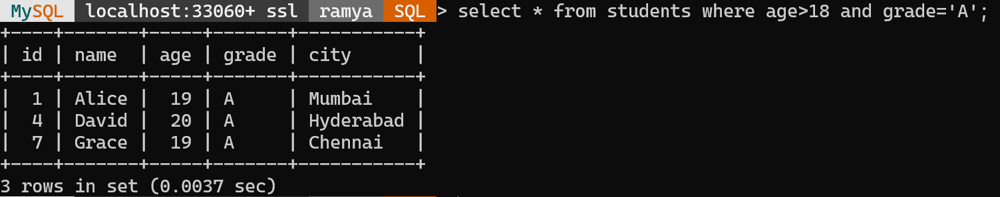 MySQL localhost:33060+ ssl ramya SQL > select * from students where age>18 and grade='A';
+----+-------+-----+-------+-----------+
| id | name  | age | grade | city      |
+----+-------+-----+-------+-----------+
|  1 | Alice |  19 | A     | Mumbai    |
|  4 | David |  20 | A     | Hyderabad |
|  7 | Grace |  19 | A     | Chennai   |
+----+-------+-----+-------+-----------+
3 rows in set (0.0037 sec)